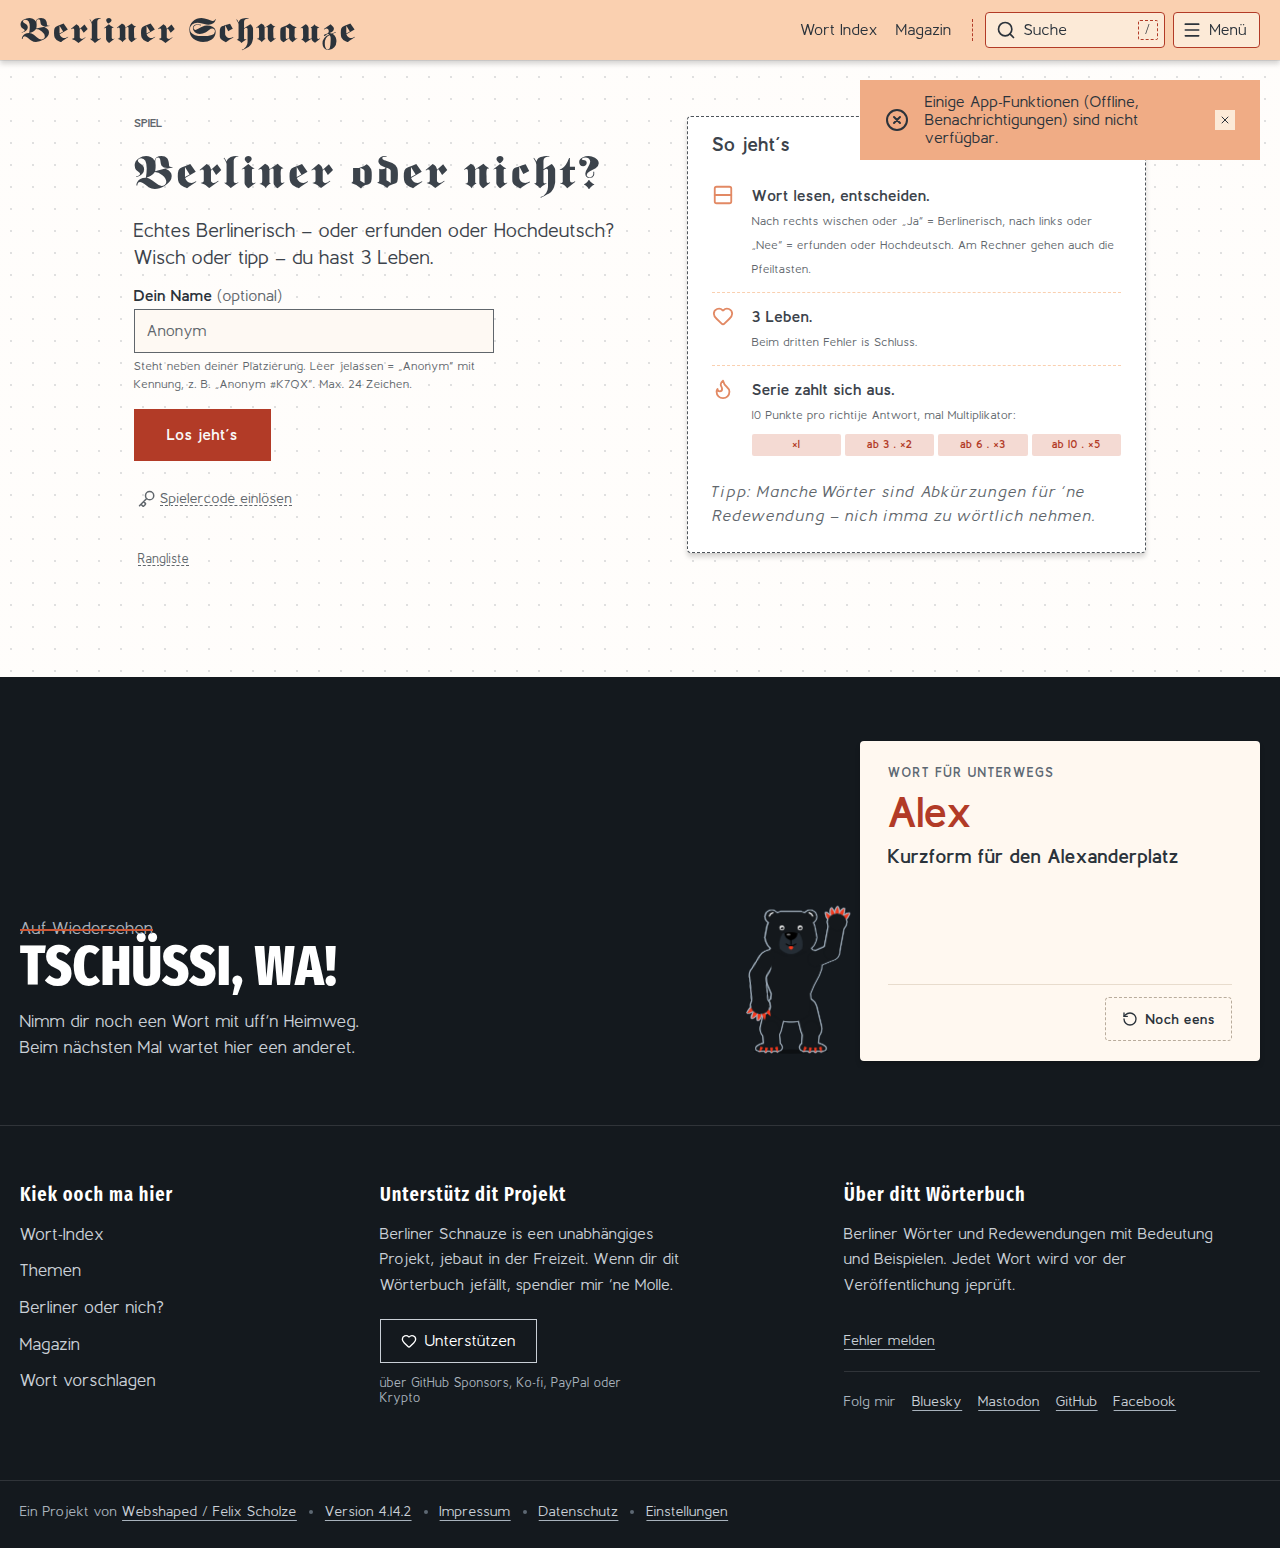 Berliner Schnauze
Wort Index
Magazin
Suche
/
Menü
Einige App-Funktionen (Offline,
Benachrichtigungen) sind nicht
verfügbar.
SPIEL
Berliner oder nicht?
Echtes Berlinerisch – oder erfunden oder Hochdeutsch?
Wisch oder tipp – du hast 3 Leben.
Dein Name (optional)
Anonym
Steht neben deiner Platzierung. Leer jelassen = „Anonym“ mit
Kennung, z. B. „Anonym #K7QX“. Max. 24 Zeichen.
Los jeht’s
Spielercode einlösen
Rangliste
So jeht’s
Wort lesen, entscheiden.
Nach rechts wischen oder „Ja“ = Berlinerisch, nach links oder
„Nee“ = erfunden oder Hochdeutsch. Am Rechner gehen auch die
Pfeiltasten.
3 Leben.
Beim dritten Fehler is Schluss.
Serie zahlt sich aus.
10 Punkte pro richtije Antwort, mal Multiplikator:
×1
ab 3 · ×2
ab 6 · ×3
ab 10 · ×5
Tipp: Manche Wörter sind Abkürzungen für ’ne
Redewendung – nich imma zu wörtlich nehmen.
Auf Wiedersehen
TSCHÜSSI, WA!
Nimm dir noch een Wort mit uff’n Heimweg.
Beim nächsten Mal wartet hier een anderet.
WORT FÜR UNTERWEGS
Alex
Kurzform für den Alexanderplatz
Noch eens
Kiek ooch ma hier
Wort-Index
Themen
Berliner oder nich?
Magazin
Wort vorschlagen
Unterstütz dit Projekt
Berliner Schnauze is een unabhängiges
Projekt, jebaut in der Freizeit. Wenn dir dit
Wörterbuch jefällt, spendier mir ’ne Molle.
Unterstützen
über GitHub Sponsors, Ko-fi, PayPal oder
Krypto
Über ditt Wörterbuch
Berliner Wörter und Redewendungen mit Bedeutung
und Beispielen. Jedet Wort wird vor der
Veröffentlichung jeprüft.
Fehler melden
Folg mir Bluesky Mastodon GitHub Facebook
Ein Projekt von Webshaped / Felix Scholze • Version 4.14.2 • Impressum • Datenschutz • Einstellungen